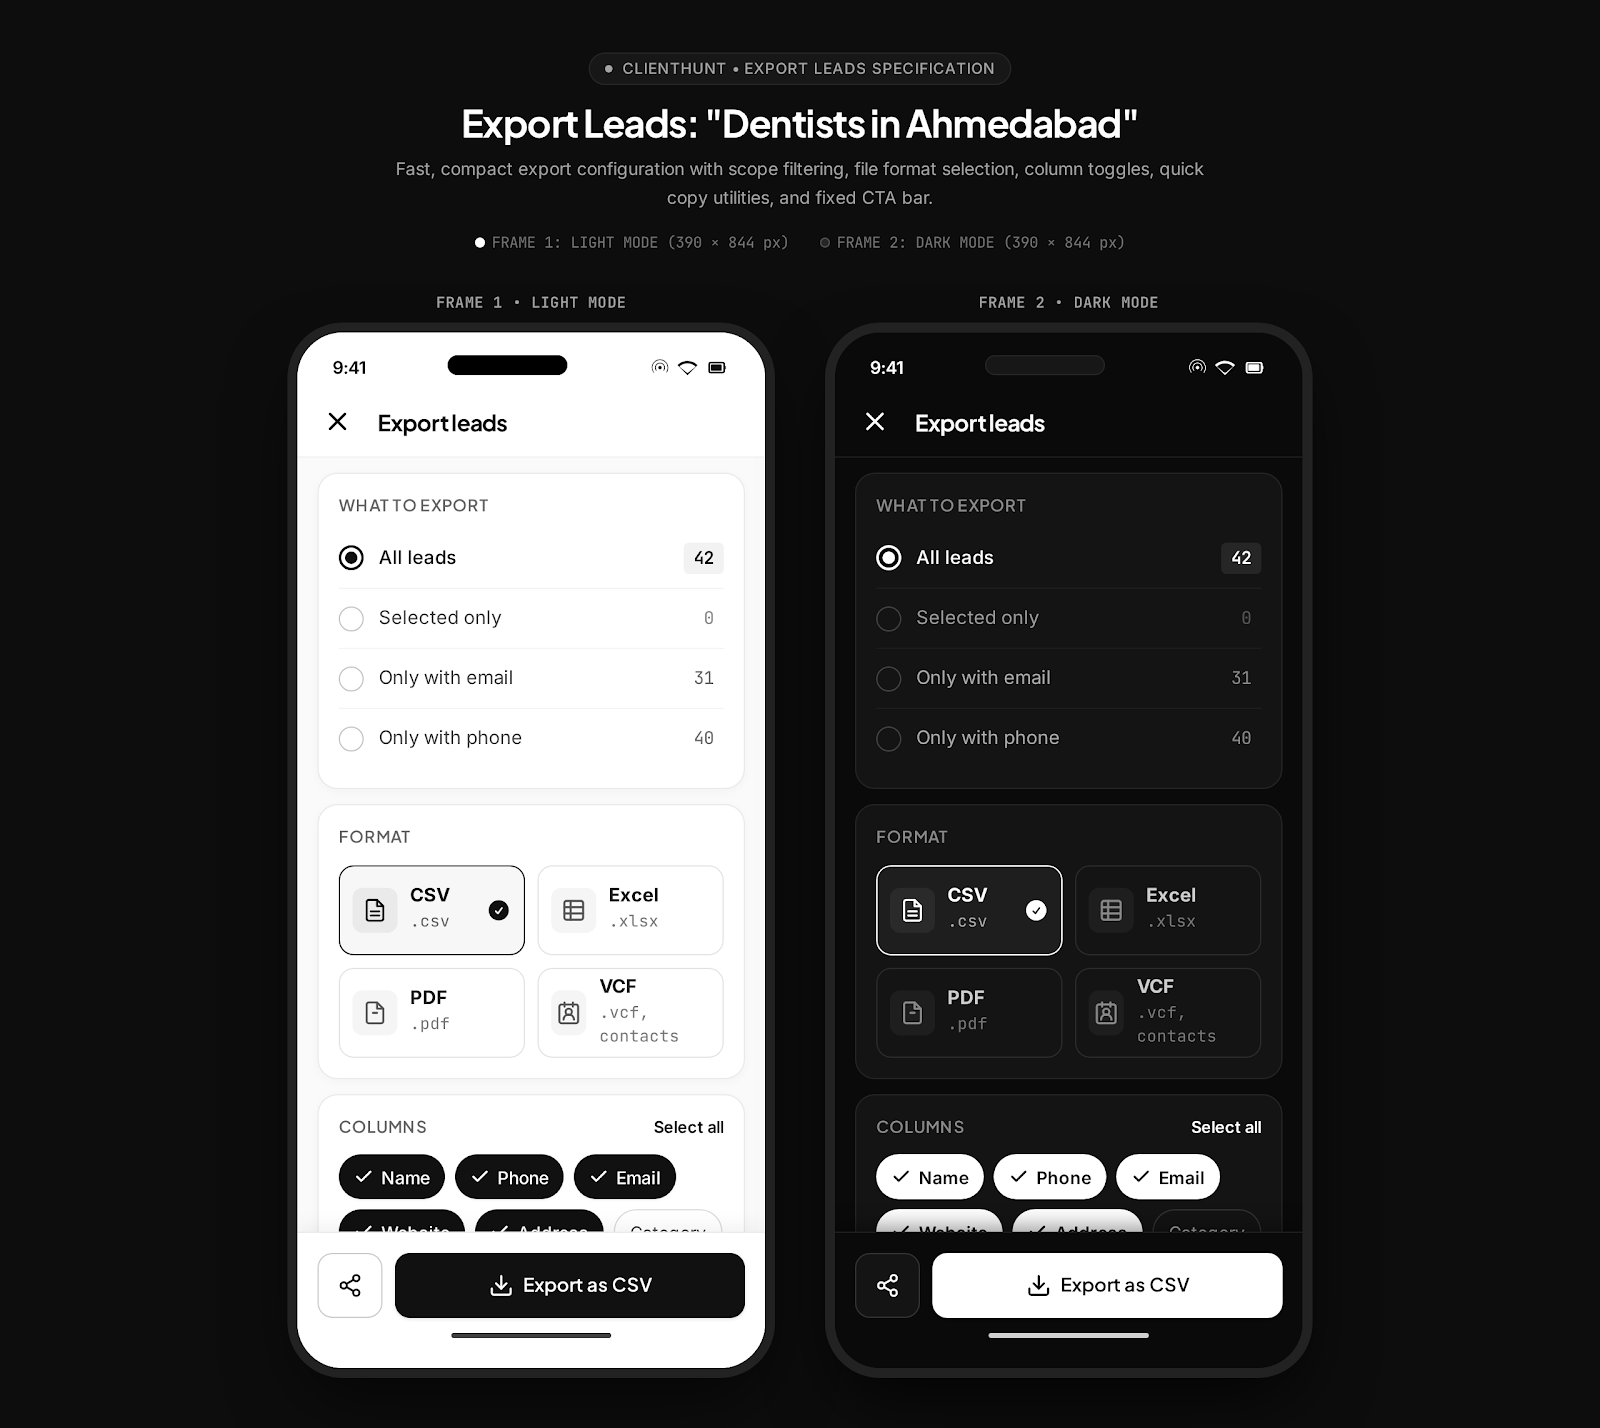 CLIENTHUNT • EXPORT LEADS SPECIFICATION
Export Leads: "Dentists in Ahmedabad"
Fast, compact export configuration with scope filtering, file format selection, column toggles, quick
copy utilities, and fixed CTA bar.
FRAME 1: LIGHT MODE (390 × 844 px)
FRAME 2: DARK MODE (390 × 844 px)
FRAME 1 • LIGHT MODE
9:41
Export leads
WHAT TO EXPORT
All leads 42
Selected only 0
Only with email 31
Only with phone 40
FORMAT
CSV
.csv
Excel
.xlsx
PDF
.pdf
VCF
.vcf,
contacts
COLUMNS Select all
Name Phone Email
Website Address Category
Export as CSV
FRAME 2 • DARK MODE
9:41
Export leads
WHAT TO EXPORT
All leads 42
Selected only 0
Only with email 31
Only with phone 40
FORMAT
CSV
.csv
Excel
.xlsx
PDF
.pdf
VCF
.vcf,
contacts
COLUMNS Select all
Name Phone Email
Website Address Category
Export as CSV